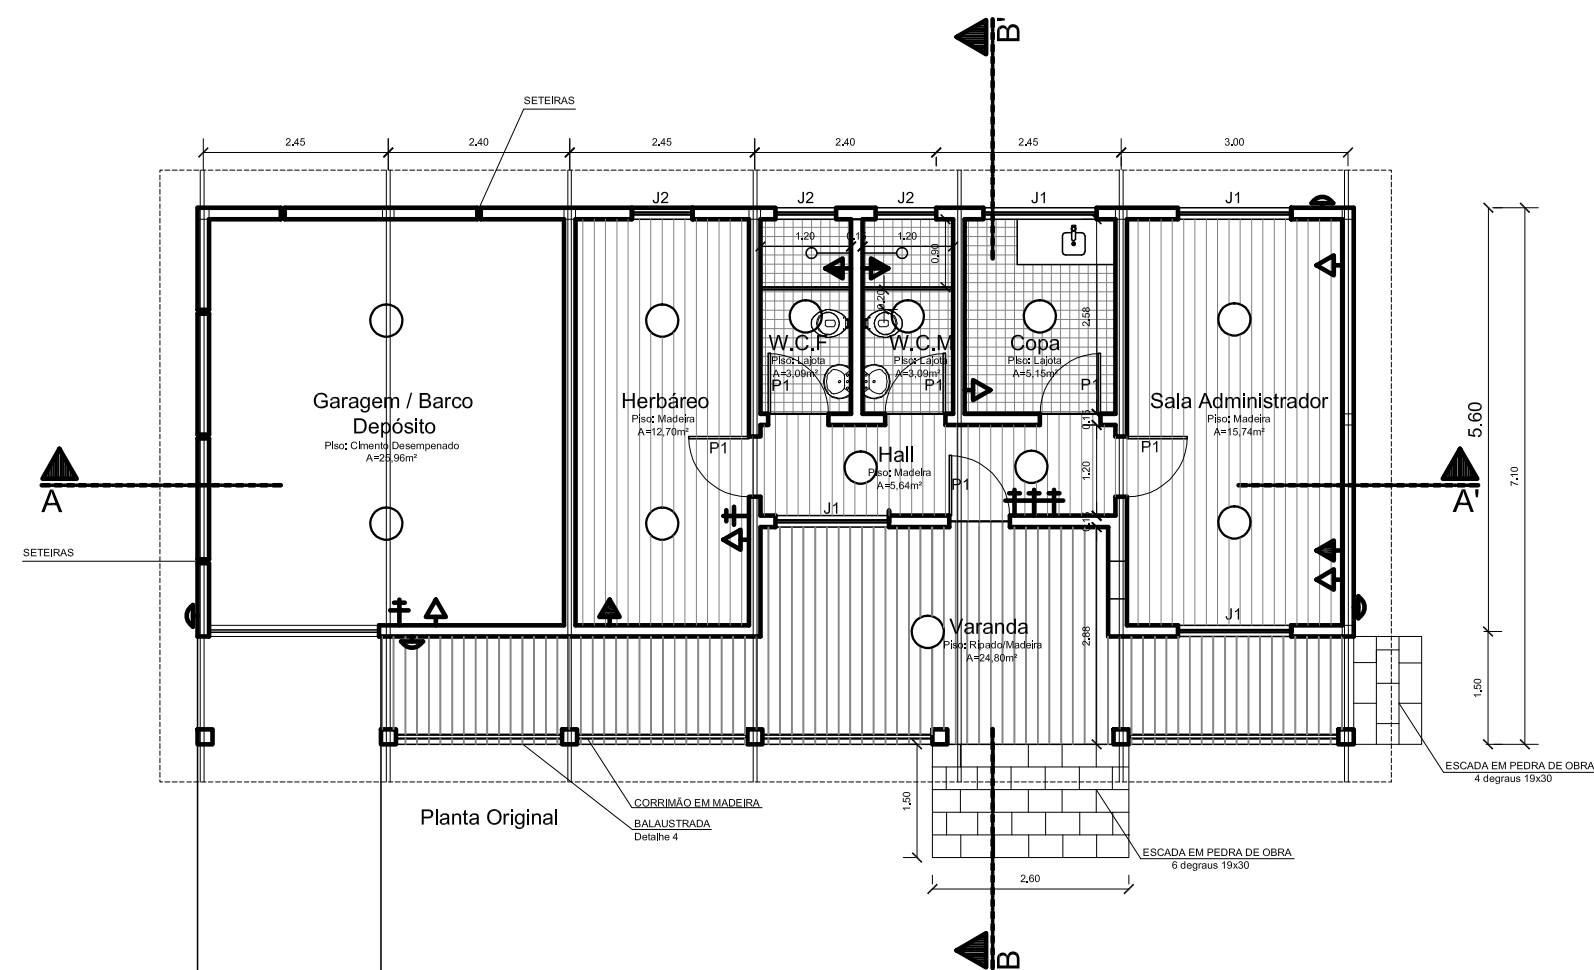 B'
SETEIRAS
2.45
2.40
2.45
2.40
2.45
3.00
J2
J2
J2
J1
J1
1.20
0.15
1.20
0.90
0.20
2.58
W.C.F
Piso: Lajota
A=3,09m²
P1
W.C.M
Piso: Lajota
A=3,09m²
P1
Copa
Piso: Lajota
A=5,15m²
P1
Garagem / Barco
Depósito
Piso: Cimento Desempenado
A=25,96m²
Herbáreo
Piso: Madeira
A=12,70m²
P1
Sala Administrador
Piso: Madeira
A=15,74m²
P1
0.15
5.60
7.10
Hall
Piso: Madeira
A=5,64m²
P1
1.20
A
A'
J1
SETEIRAS
J1
Varanda
Piso: Ripado/Madeira
A=24,80m²
2.88
1.50
ESCADA EM PEDRA DE OBRA
4 degraus 19x30
1.50
CORRIMÃO EM MADEIRA
Planta Original
BALAUSTRADA
Detalhe 4
ESCADA EM PEDRA DE OBRA
6 degraus 19x30
2.60
B